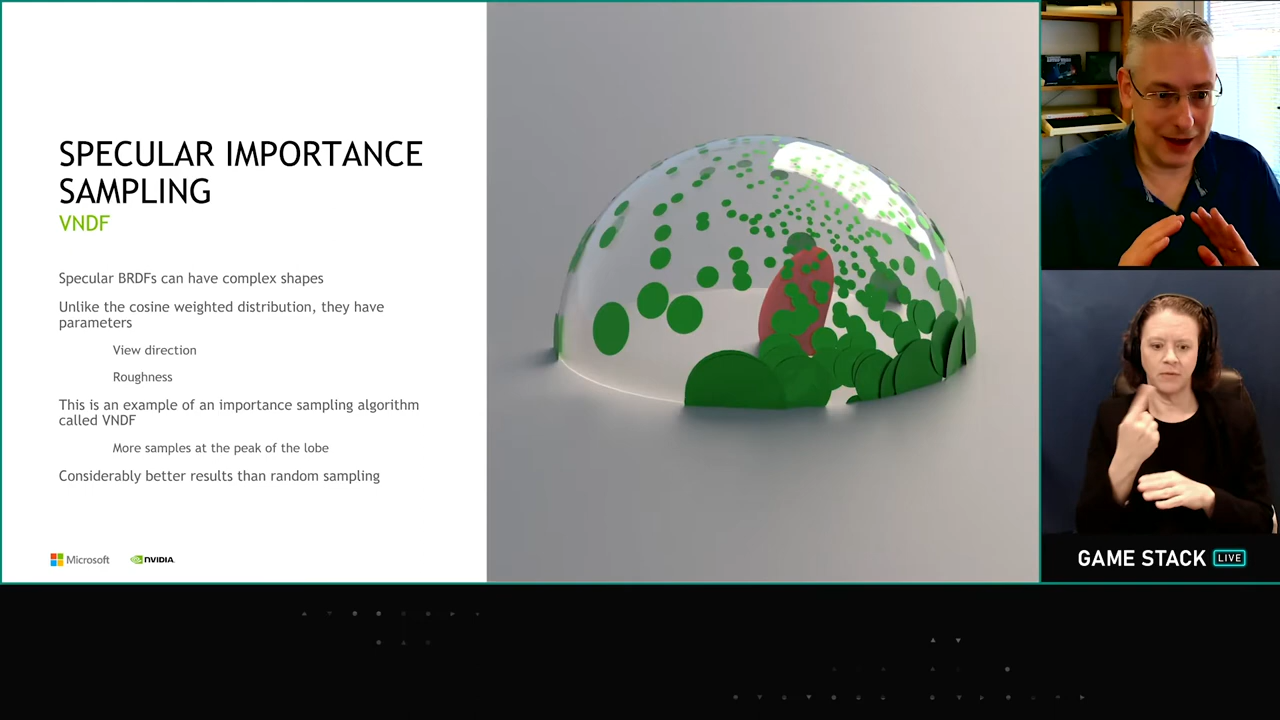 SPECULAR IMPORTANCE
SAMPLING
VNDF
Specular BRDFs can have complex shapes
Unlike the cosine weighted distribution, they have
parameters
View direction
Roughness
This is an example of an importance sampling algorithm
called VNDF
More samples at the peak of the lobe
Considerably better results than random sampling
Microsoft
NVIDIA
GAME STACK LIVE